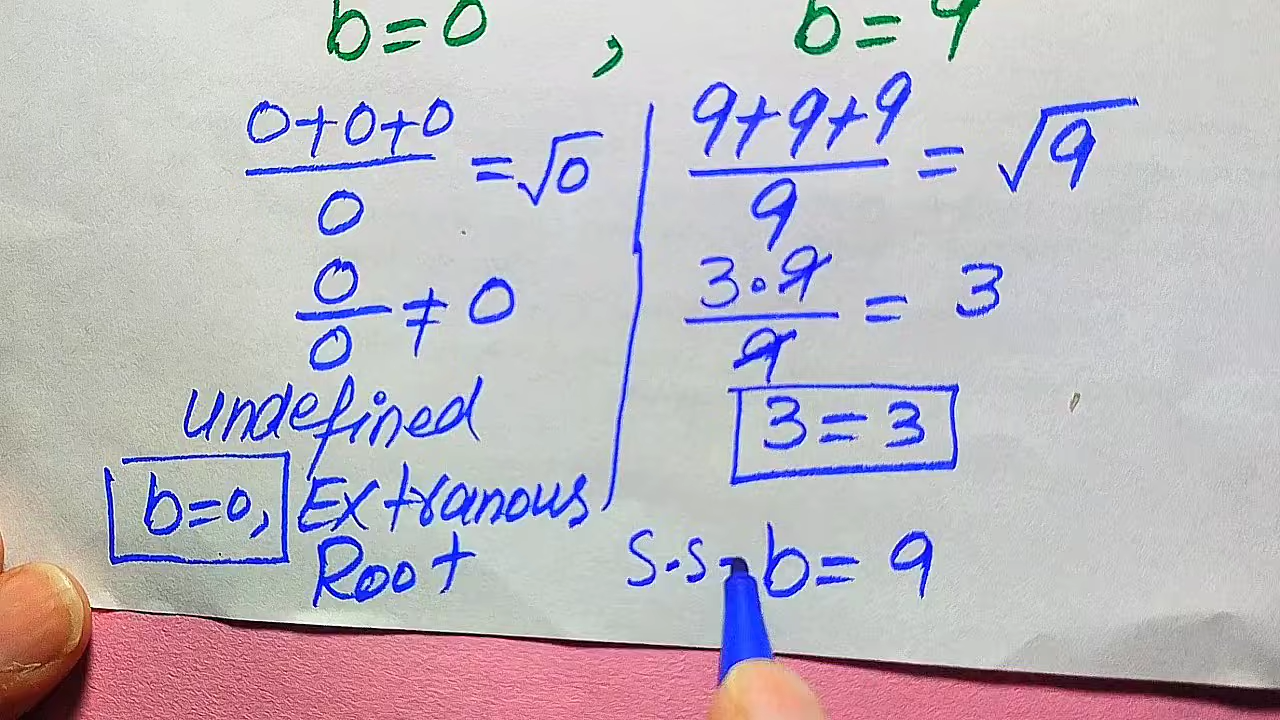 b=0 , b=9
0+0+0/0 = √0
0/0 ≠ 0
undefined
b=0, Extranous
Root
9+9+9/9 = √9
3·9/9 = 3
3=3
S.S= b= 9